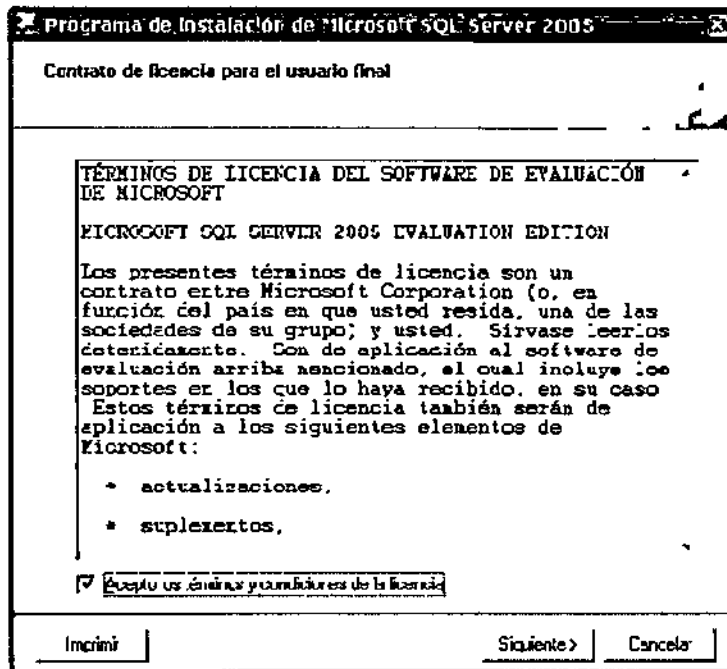 Programa de Instalación de Microsoft SQL Server 2005
Contrato de licencia para el usuario final
TÉRMINOS DE LICENCIA DEL SOFTWARE DE EVALUACIÓN
DE MICROSOFT
MICROSOFT SQL SERVER 2005 EVALUATION EDITION
Los presentes términos de licencia son un
contrato entre Microsoft Corporation (o, en
función del país en que usted resida, una de las
sociedades de su grupo) y usted. Sírvase leerlos
detenidamente. Son de aplicación al software de
evaluación arriba mencionado, el cual incluye los
soportes en los que lo haya recibido, en su caso
Estos términos de licencia también serán de
aplicación a los siguientes elementos de
Microsoft:
* actualizaciones,
* suplementos,
Acepto los términos y condiciones de la licencia
Imprimir
Siguiente >
Cancelar